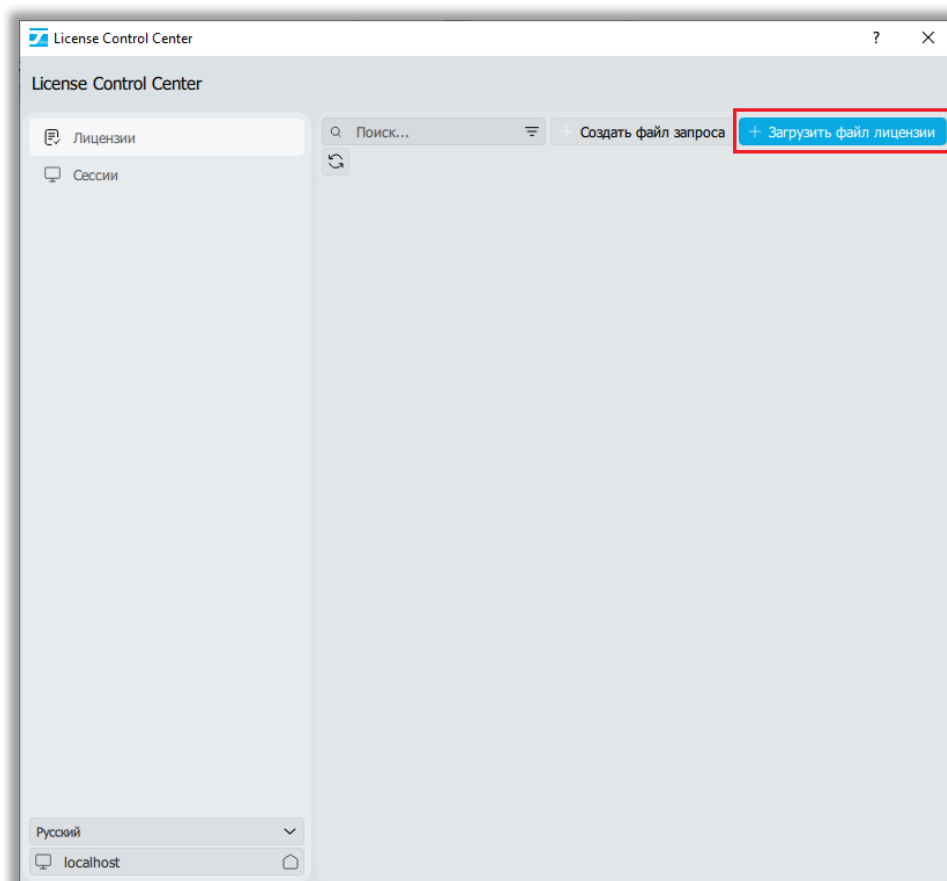 License Control Center
?
License Control Center
Лицензии
Сессии
Поиск...
+ Создать файл запроса
+ Загрузить файл лицензии
Русский
localhost